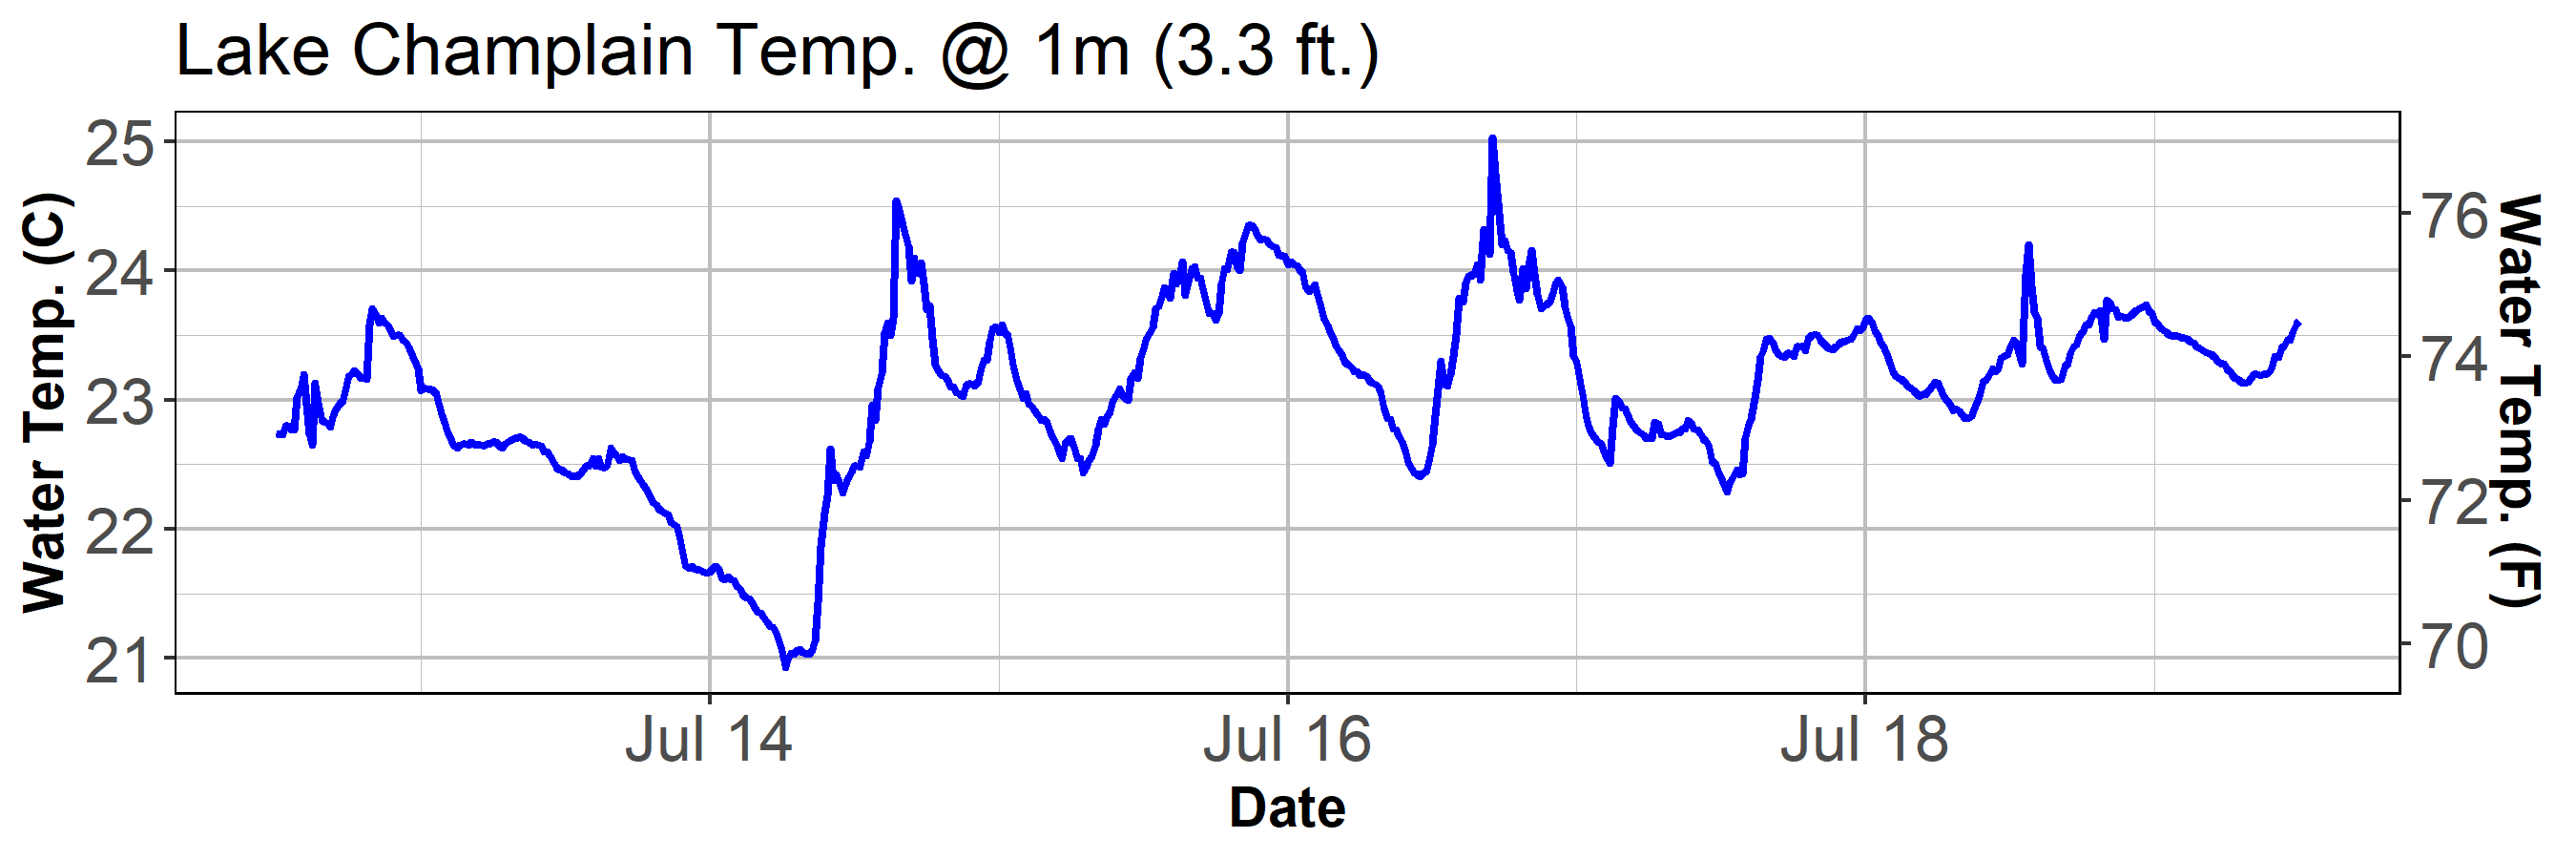 Lake Champlain Temp. @ 1m (3.3 ft.)
Water Temp. (C)
25
24
23
22
21
76
74
72
70
Water Temp. (F)
Jul 14
Jul 16
Jul 18
Date